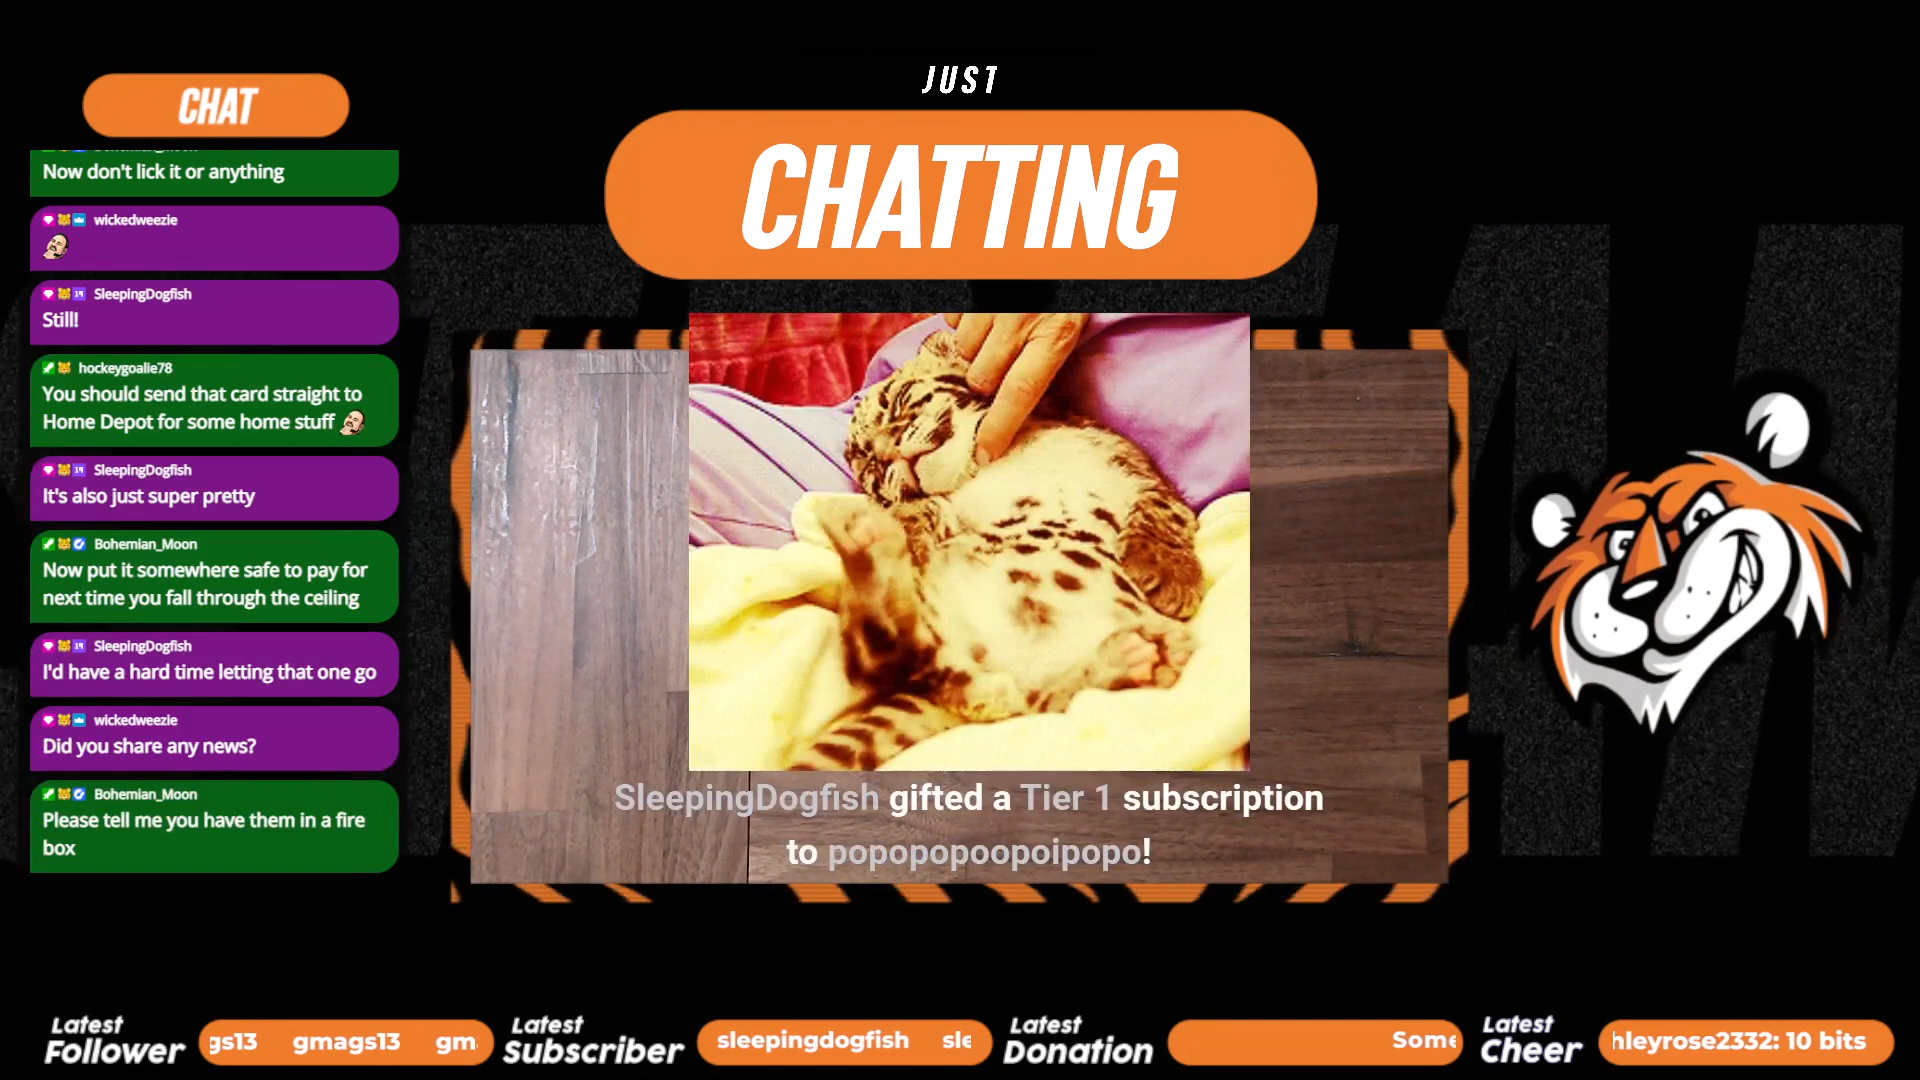 JUST
CHATTING
CHAT
Now don't lick it or anything
wickedweezie
SleepingDogfish
Still!
hockeygoalie78
You should send that card straight to
Home Depot for some home stuff
SleepingDogfish
It's also just super pretty
Bohemian_Moon
Now put it somewhere safe to pay for
next time you fall through the ceiling
SleepingDogfish
I'd have a hard time letting that one go
wickedweezie
Did you share any news?
Bohemian_Moon
Please tell me you have them in a fire
box
SleepingDogfish gifted a Tier 1 subscription
to popopopoopoipopo!
Latest
Follower
gs13 gmags13 gm
Latest
Subscriber
sleepingdogfish sle
Latest
Donation
Some
Latest
Cheer
hleyrose2332: 10 bits